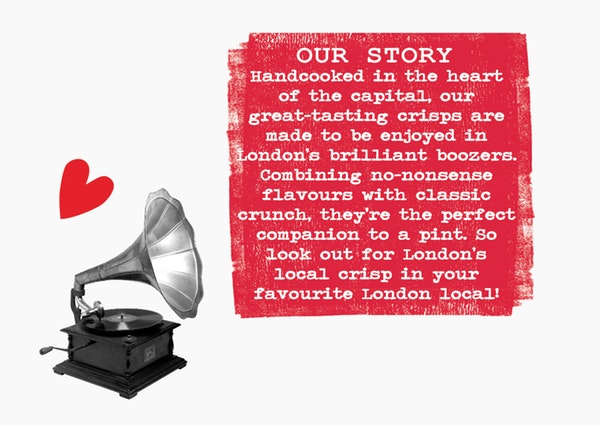 OUR STORY
Handcooked in the heart
of the capital, our
great-tasting crisps are
made to be enjoyed in
London's brilliant boozers.
Combining no-nonsense
flavours with classic
crunch, they're the perfect
companion to a pint. So
look out for London's
local crisp in your
favourite London local!